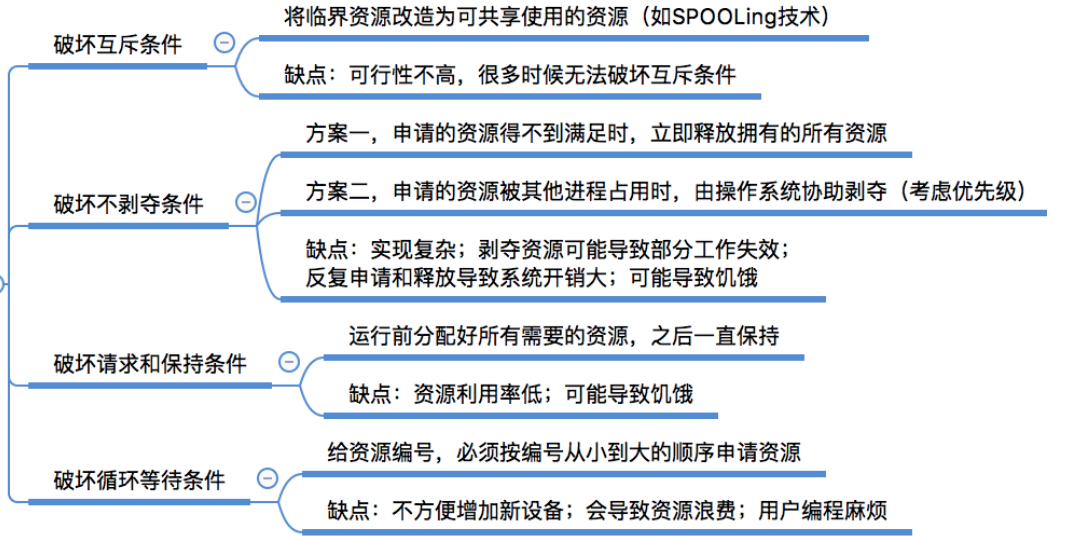 破坏互斥条件
将临界资源改造为可共享使用的资源（如SPOOLing技术）
缺点：可行性不高，很多时候无法破坏互斥条件
破坏不剥夺条件
方案一，申请的资源得不到满足时，立即释放拥有的所有资源
方案二，申请的资源被其他进程占用时，由操作系统协助剥夺（考虑优先级）
缺点：实现复杂；剥夺资源可能导致部分工作失效；
反复申请和释放导致系统开销大；可能导致饥饿
破坏请求和保持条件
运行前分配好所有需要的资源，之后一直保持
缺点：资源利用率低；可能导致饥饿
破坏循环等待条件
给资源编号，必须按编号从小到大的顺序申请资源
缺点：不方便增加新设备；会导致资源浪费；用户编程麻烦